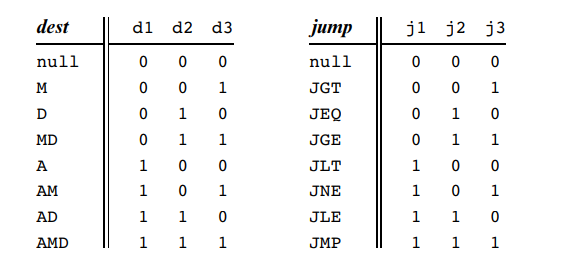 dest d1 d2 d3 jump j1 j2 j3
null 0 0 0 null 0 0 0
M 0 0 1 JGT 0 0 1
D 0 1 0 JEQ 0 1 0
MD 0 1 1 JGE 0 1 1
A 1 0 0 JLT 1 0 0
AM 1 0 1 JNE 1 0 1
AD 1 1 0 JLE 1 1 0
AMD 1 1 1 JMP 1 1 1